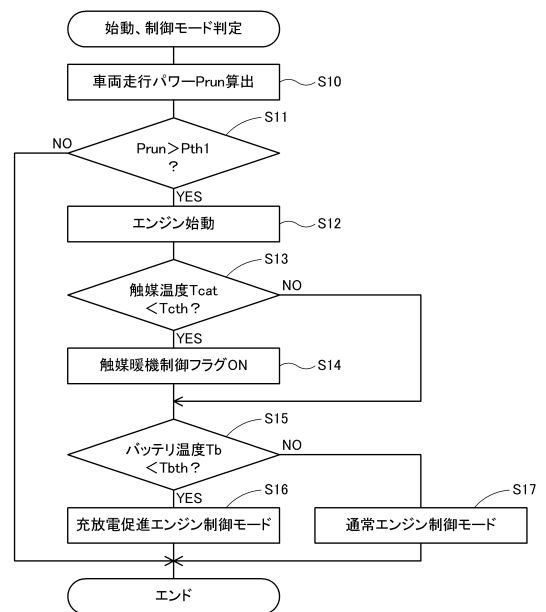 始動、制御モード判定
車両走行パワーPrun算出
S10
S11
NO
Prun＞Pth1
？
YES
エンジン始動
S12
S13
触媒温度Tcat
＜Tcth？
NO
YES
触媒暖機制御フラグON
S14
S15
バッテリ温度Tb
＜Tbth？
NO
YES
S16
S17
充放電促進エンジン制御モード
通常エンジン制御モード
エンド